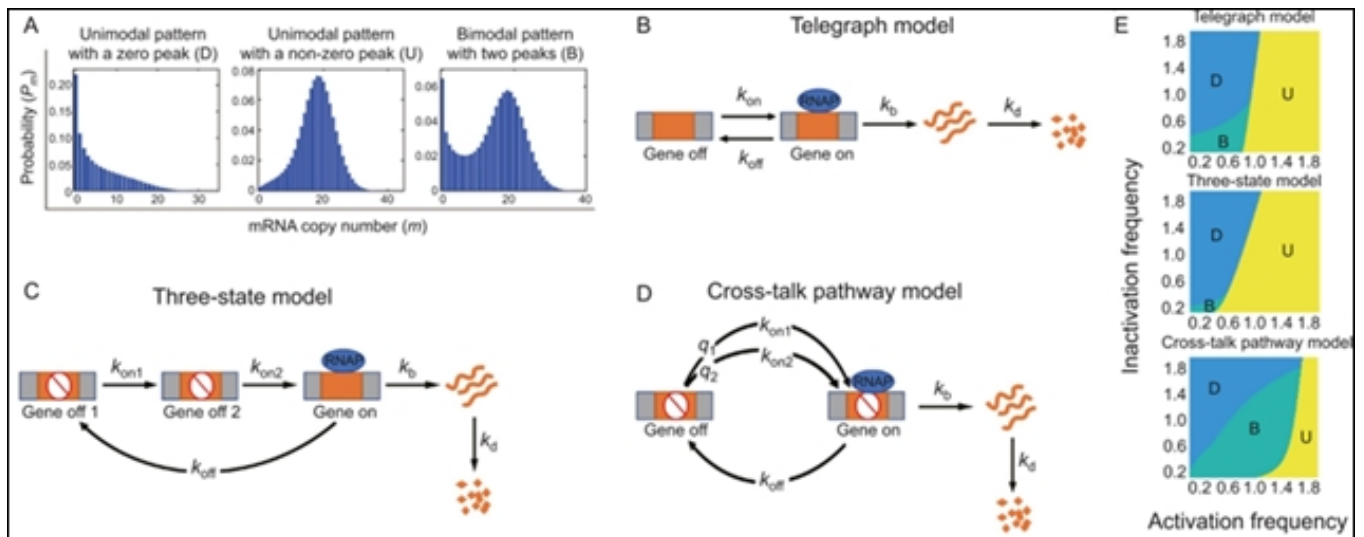 A
Unimodal pattern
with a zero peak (D)
Unimodal pattern
with a non-zero peak (U)
Bimodal pattern
with two peaks (B)
Probability (Pm)
0.20
0.15
0.10
0.05
0
0 10 20 30
0.08
0.06
0.04
0.02
0
0 20 40
0.06
0.04
0.02
0
0 20 40
mRNA copy number (m)
B
Telegraph model
kon
koff
Gene off
RNAP
Gene on
kb
kd
C
Three-state model
Gene off 1
kon1
Gene off 2
kon2
RNAP
Gene on
kb
kd
koff
D
Cross-talk pathway model
q1
kon1
q2
kon2
Gene off
RNAP
Gene on
kb
kd
koff
E
Telegraph model
1.8
1.4
1.0
0.6
0.2
D
U
B
0.2 0.6 1.0 1.4 1.8
Three-state model
1.8
1.4
1.0
0.6
0.2
D
U
B
0.2 0.6 1.0 1.4 1.8
Cross-talk pathway model
1.8
1.4
1.0
0.6
0.2
D
B
U
0.2 0.6 1.0 1.4 1.8
Inactivation frequency
Activation frequency